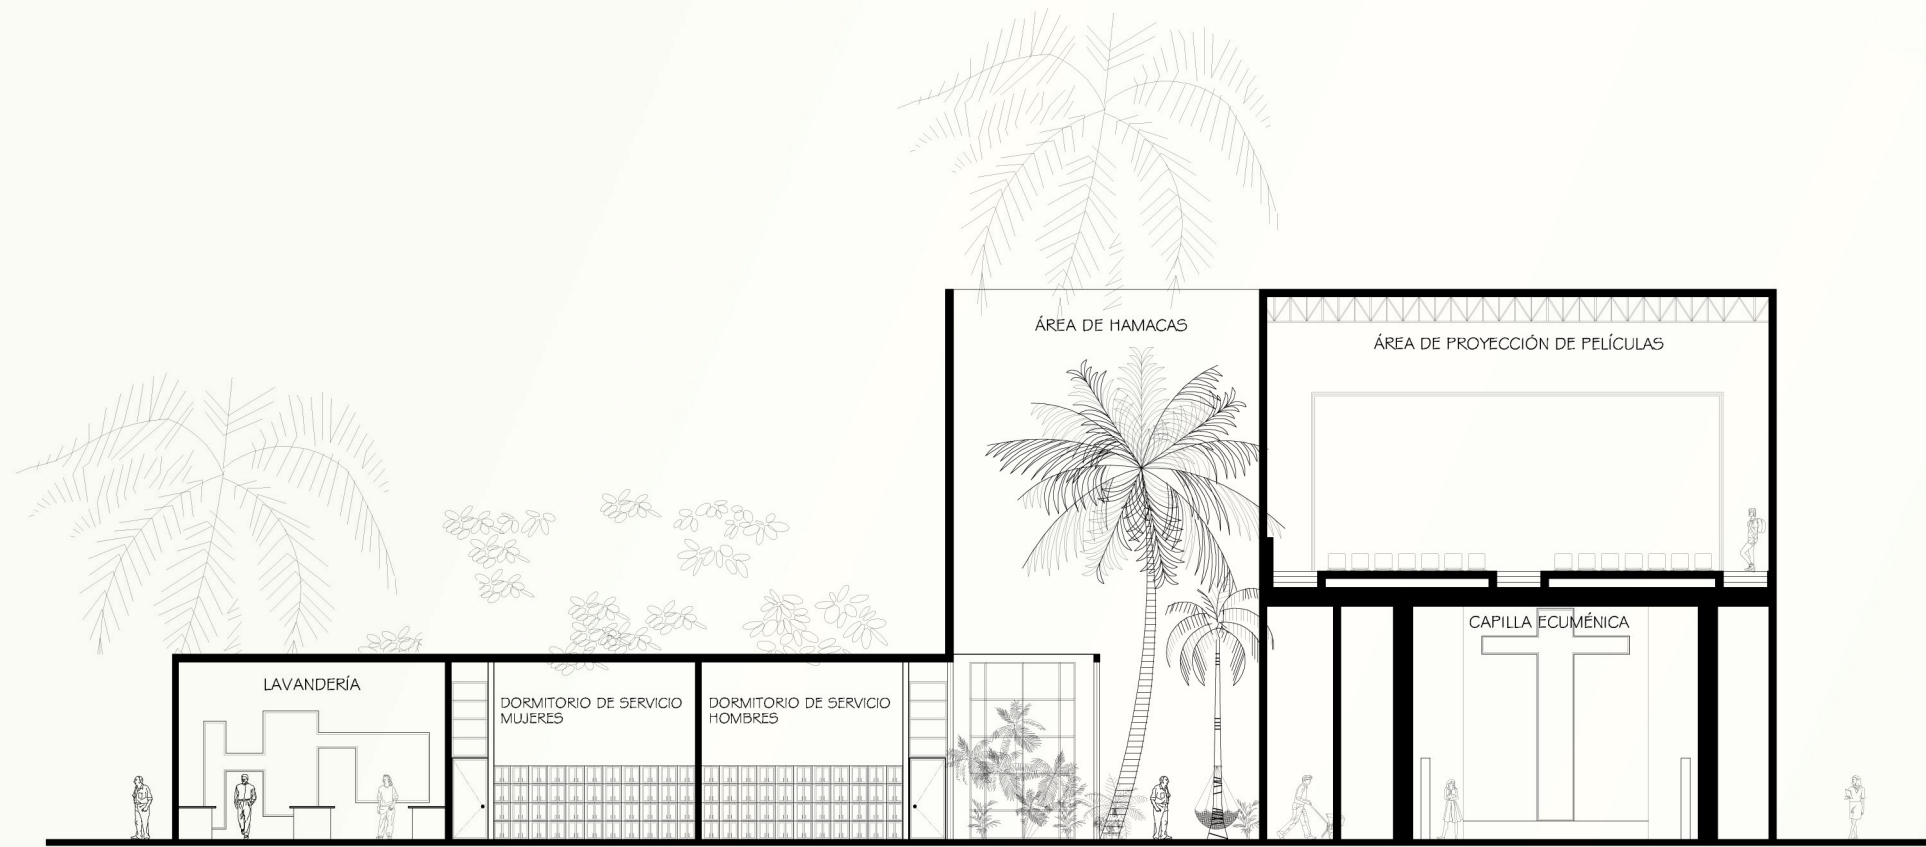 ÁREA DE HAMACAS
ÁREA DE PROYECCIÓN DE PELÍCULAS
CAPILLA ECUMÉNICA
LAVANDERÍA
DORMITORIO DE SERVICIO
MUJERES
DORMITORIO DE SERVICIO
HOMBRES